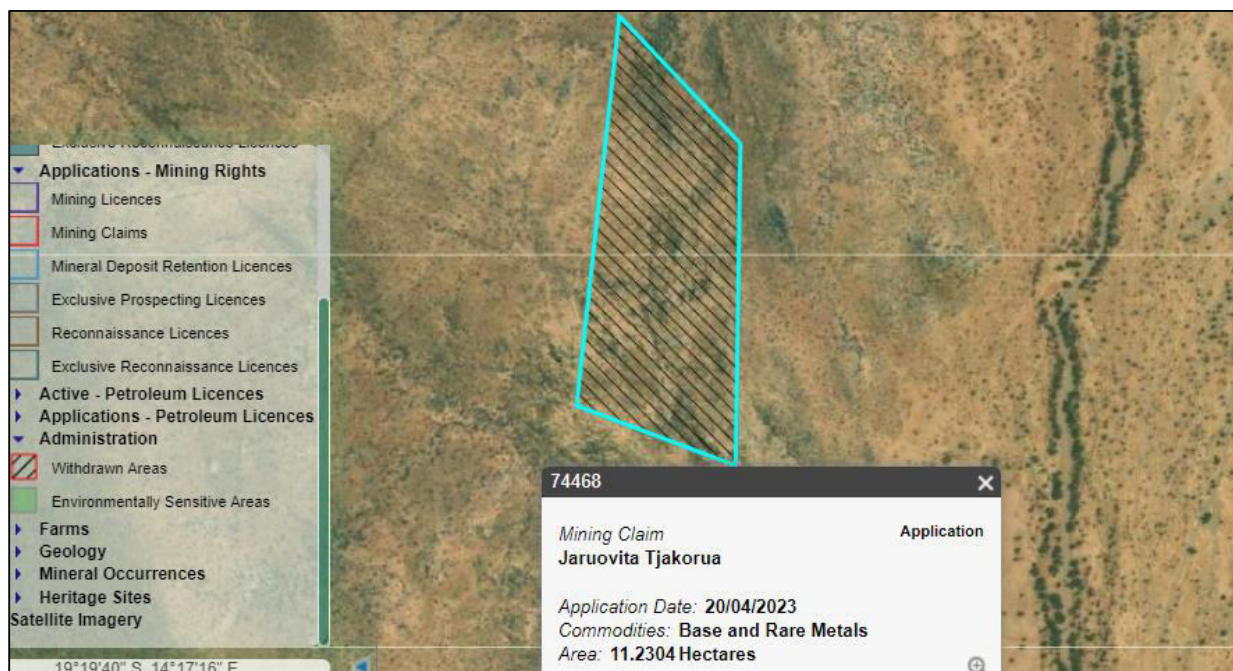 Exclusive Reconnaissance Licences
Applications - Mining Rights
Mining Licences
Mining Claims
Mineral Deposit Retention Licences
Exclusive Prospecting Licences
Reconnaissance Licences
Exclusive Reconnaissance Licences
Active - Petroleum Licences
Applications - Petroleum Licences
Administration
Withdrawn Areas
Environmentally Sensitive Areas
Farms
Geology
Mineral Occurrences
Heritage Sites
Satellite Imagery
19°19'40" S, 14°17'16" E
74468
Mining Claim Application
Jaruovita Tjakorua
Application Date: 20/04/2023
Commodities: Base and Rare Metals
Area: 11.2304 Hectares